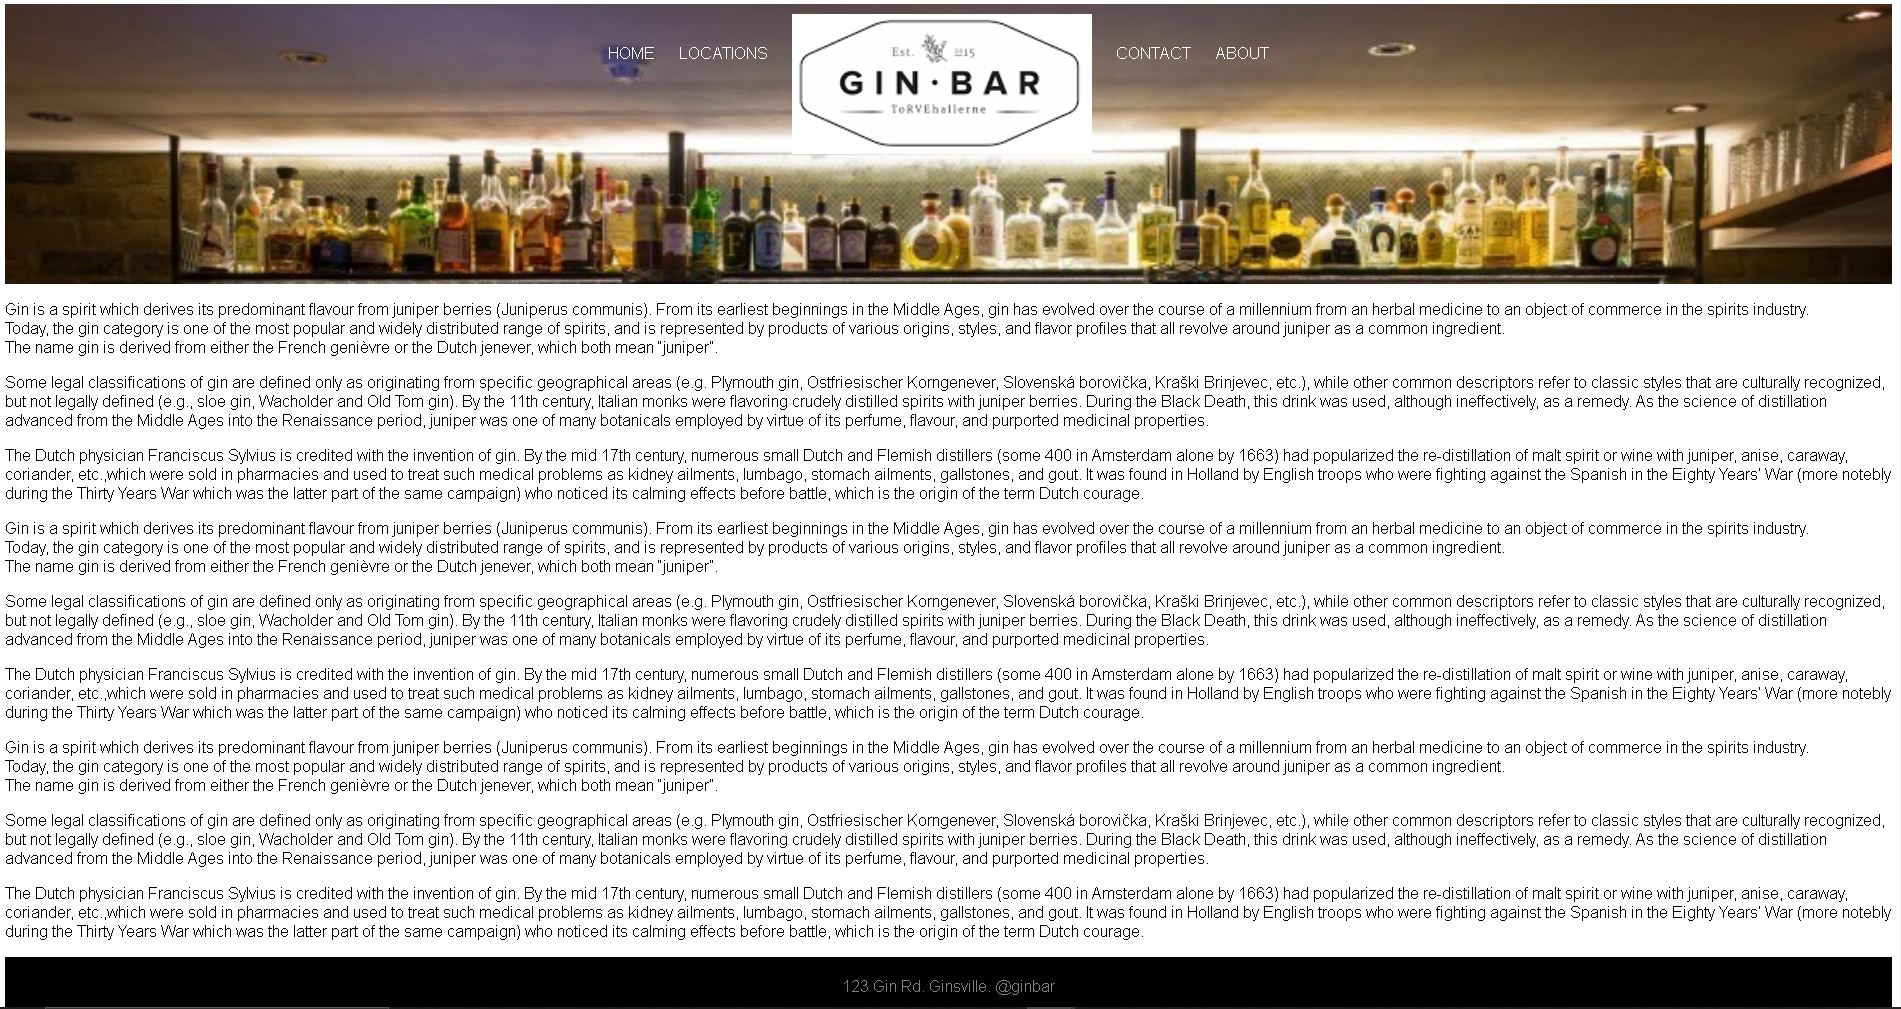 HOME LOCATIONS CONTACT ABOUT
Est. 2015
GIN·BAR
ToRVEhallerne
Gin is a spirit which derives its predominant flavour from juniper berries (Juniperus communis). From its earliest beginnings in the Middle Ages, gin has evolved over the course of a millennium from an herbal medicine to an object of commerce in the spirits industry.
Today, the gin category is one of the most popular and widely distributed range of spirits, and is represented by products of various origins, styles, and flavor profiles that all revolve around juniper as a common ingredient.
The name gin is derived from either the French genièvre or the Dutch jenever, which both mean "juniper".
Some legal classifications of gin are defined only as originating from specific geographical areas (e.g. Plymouth gin, Ostfriesischer Korngenever, Slovenská borovička, Kraški Brinjevec, etc.), while other common descriptors refer to classic styles that are culturally recognized,
but not legally defined (e.g., sloe gin, Wacholder and Old Tom gin). By the 11th century, Italian monks were flavoring crudely distilled spirits with juniper berries. During the Black Death, this drink was used, although ineffectively, as a remedy. As the science of distillation
advanced from the Middle Ages into the Renaissance period, juniper was one of many botanicals employed by virtue of its perfume, flavour, and purported medicinal properties.
The Dutch physician Franciscus Sylvius is credited with the invention of gin. By the mid 17th century, numerous small Dutch and Flemish distillers (some 400 in Amsterdam alone by 1663) had popularized the re-distillation of malt spirit or wine with juniper, anise, caraway,
coriander, etc.,which were sold in pharmacies and used to treat such medical problems as kidney ailments, lumbago, stomach ailments, gallstones, and gout. It was found in Holland by English troops who were fighting against the Spanish in the Eighty Years' War (more notebly
during the Thirty Years War which was the latter part of the same campaign) who noticed its calming effects before battle, which is the origin of the term Dutch courage.
Gin is a spirit which derives its predominant flavour from juniper berries (Juniperus communis). From its earliest beginnings in the Middle Ages, gin has evolved over the course of a millennium from an herbal medicine to an object of commerce in the spirits industry.
Today, the gin category is one of the most popular and widely distributed range of spirits, and is represented by products of various origins, styles, and flavor profiles that all revolve around juniper as a common ingredient.
The name gin is derived from either the French genièvre or the Dutch jenever, which both mean "juniper".
Some legal classifications of gin are defined only as originating from specific geographical areas (e.g. Plymouth gin, Ostfriesischer Korngenever, Slovenská borovička, Kraški Brinjevec, etc.), while other common descriptors refer to classic styles that are culturally recognized,
but not legally defined (e.g., sloe gin, Wacholder and Old Tom gin). By the 11th century, Italian monks were flavoring crudely distilled spirits with juniper berries. During the Black Death, this drink was used, although ineffectively, as a remedy. As the science of distillation
advanced from the Middle Ages into the Renaissance period, juniper was one of many botanicals employed by virtue of its perfume, flavour, and purported medicinal properties.
The Dutch physician Franciscus Sylvius is credited with the invention of gin. By the mid 17th century, numerous small Dutch and Flemish distillers (some 400 in Amsterdam alone by 1663) had popularized the re-distillation of malt spirit or wine with juniper, anise, caraway,
coriander, etc.,which were sold in pharmacies and used to treat such medical problems as kidney ailments, lumbago, stomach ailments, gallstones, and gout. It was found in Holland by English troops who were fighting against the Spanish in the Eighty Years' War (more notebly
during the Thirty Years War which was the latter part of the same campaign) who noticed its calming effects before battle, which is the origin of the term Dutch courage.
Gin is a spirit which derives its predominant flavour from juniper berries (Juniperus communis). From its earliest beginnings in the Middle Ages, gin has evolved over the course of a millennium from an herbal medicine to an object of commerce in the spirits industry.
Today, the gin category is one of the most popular and widely distributed range of spirits, and is represented by products of various origins, styles, and flavor profiles that all revolve around juniper as a common ingredient.
The name gin is derived from either the French genièvre or the Dutch jenever, which both mean "juniper".
Some legal classifications of gin are defined only as originating from specific geographical areas (e.g. Plymouth gin, Ostfriesischer Korngenever, Slovenská borovička, Kraški Brinjevec, etc.), while other common descriptors refer to classic styles that are culturally recognized,
but not legally defined (e.g., sloe gin, Wacholder and Old Tom gin). By the 11th century, Italian monks were flavoring crudely distilled spirits with juniper berries. During the Black Death, this drink was used, although ineffectively, as a remedy. As the science of distillation
advanced from the Middle Ages into the Renaissance period, juniper was one of many botanicals employed by virtue of its perfume, flavour, and purported medicinal properties.
The Dutch physician Franciscus Sylvius is credited with the invention of gin. By the mid 17th century, numerous small Dutch and Flemish distillers (some 400 in Amsterdam alone by 1663) had popularized the re-distillation of malt spirit or wine with juniper, anise, caraway,
coriander, etc.,which were sold in pharmacies and used to treat such medical problems as kidney ailments, lumbago, stomach ailments, gallstones, and gout. It was found in Holland by English troops who were fighting against the Spanish in the Eighty Years' War (more notebly
during the Thirty Years War which was the latter part of the same campaign) who noticed its calming effects before battle, which is the origin of the term Dutch courage.
123 Gin Rd. Ginsville. @ginbar